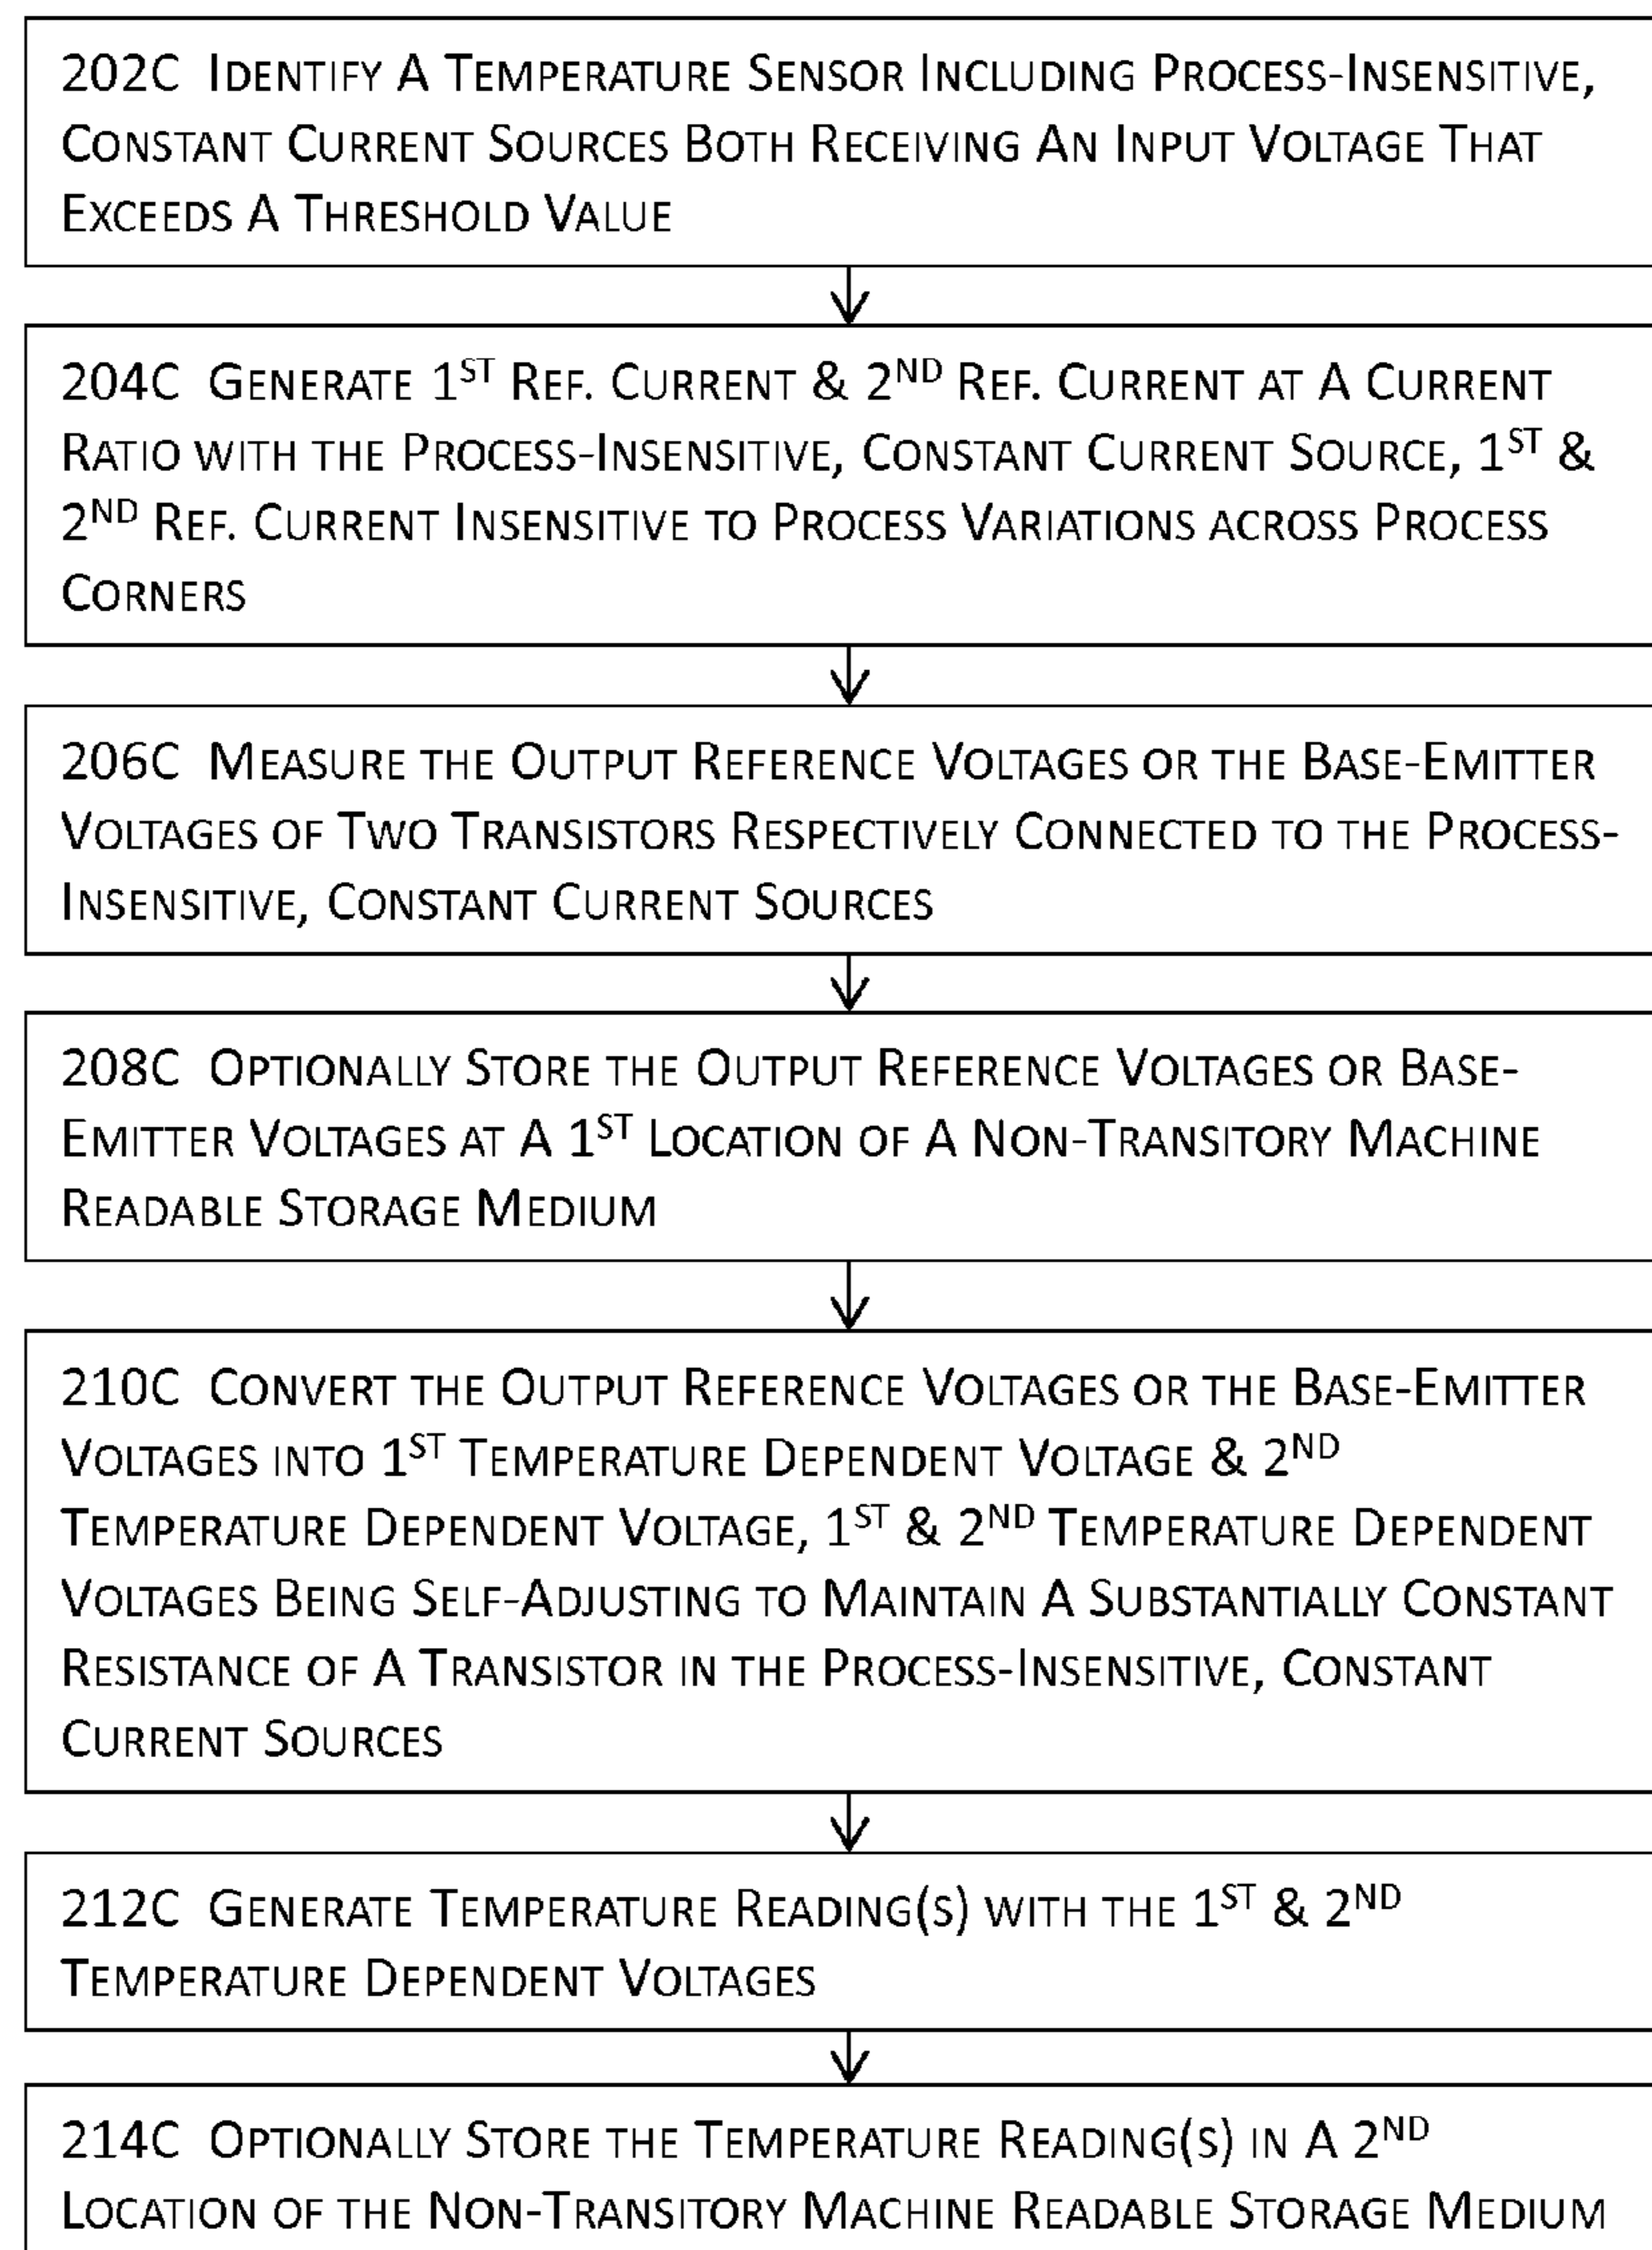 202C Identify A Temperature Sensor Including Process-Insensitive,
Constant Current Sources Both Receiving An Input Voltage That
Exceeds A Threshold Value
204C Generate 1ST Ref. Current & 2ND Ref. Current at A Current
Ratio with the Process-Insensitive, Constant Current Source, 1ST &
2ND Ref. Current Insensitive to Process Variations across Process
Corners
206C Measure the Output Reference Voltages or the Base-Emitter
Voltages of Two Transistors Respectively Connected to the Process-
Insensitive, Constant Current Sources
208C Optionally Store the Output Reference Voltages or Base-
Emitter Voltages at A 1ST Location of A Non-Transitory Machine
Readable Storage Medium
210C Convert the Output Reference Voltages or the Base-Emitter
Voltages into 1ST Temperature Dependent Voltage & 2ND
Temperature Dependent Voltage, 1ST & 2ND Temperature Dependent
Voltages Being Self-Adjusting to Maintain A Substantially Constant
Resistance of A Transistor in the Process-Insensitive, Constant
Current Sources
212C Generate Temperature Reading(s) with the 1ST & 2ND
Temperature Dependent Voltages
214C Optionally Store the Temperature Reading(s) in A 2ND
Location of the Non-Transitory Machine Readable Storage Medium